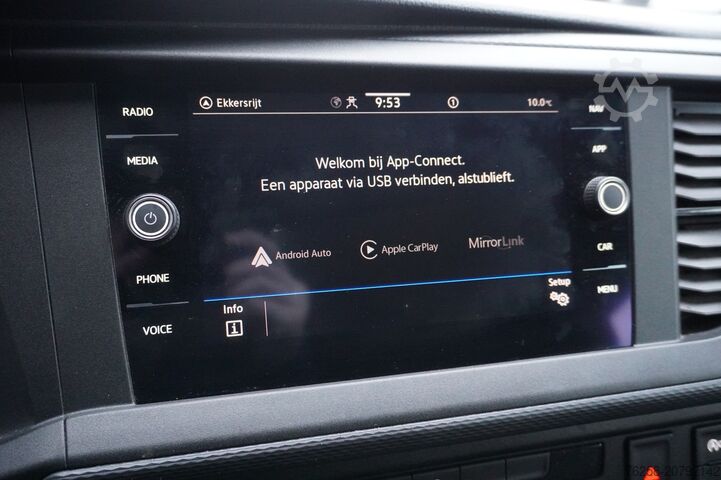 RADIO
MEDIA
PHONE
VOICE
Ekkersrijt
9:53
1
10.0°C
Welkom bij App-Connect.
Een apparaat via USB verbinden, alstublieft.
Android Auto
Apple CarPlay
MirrorLink
Info
Setup
NAV
APP
CAR
MENU